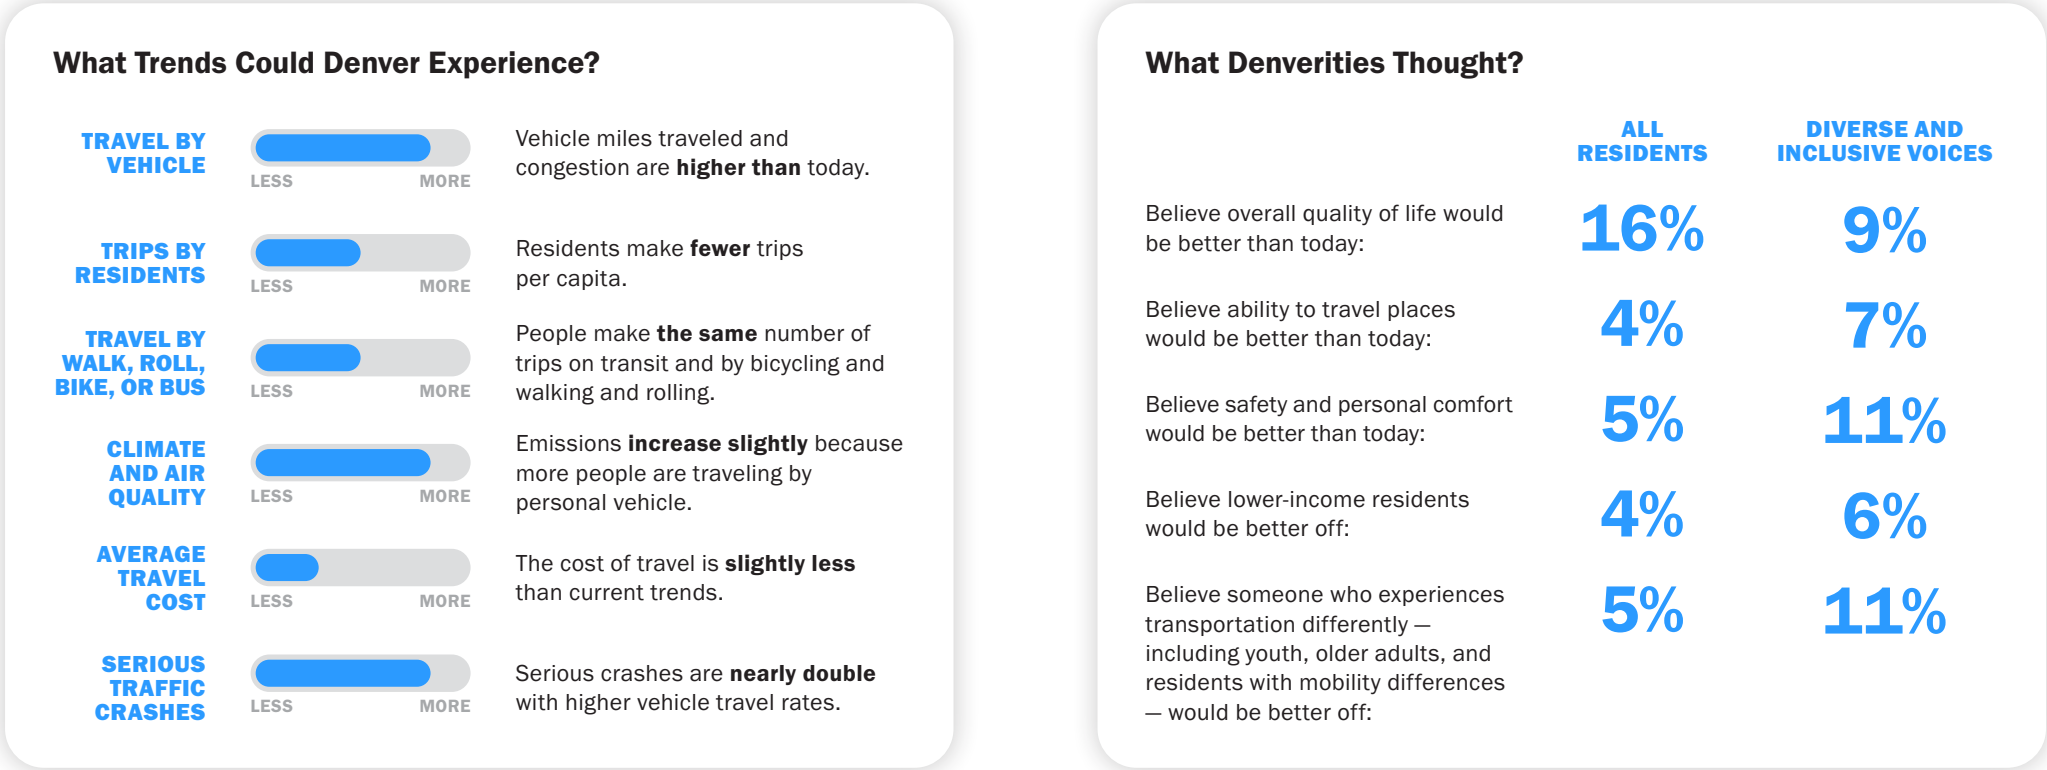 What Trends Could Denver Experience?
TRAVEL BY
VEHICLE
LESS MORE
Vehicle miles traveled and
congestion are higher than today.
TRIPS BY
RESIDENTS
LESS MORE
Residents make fewer trips
per capita.
TRAVEL BY
WALK, ROLL,
BIKE, OR BUS
LESS MORE
People make the same number of
trips on transit and by bicycling and
walking and rolling.
CLIMATE
AND AIR
QUALITY
LESS MORE
Emissions increase slightly because
more people are traveling by
personal vehicle.
AVERAGE
TRAVEL
COST
LESS MORE
The cost of travel is slightly less
than current trends.
SERIOUS
TRAFFIC
CRASHES
LESS MORE
Serious crashes are nearly double
with higher vehicle travel rates.
What Denverities Thought?
ALL
RESIDENTS
DIVERSE AND
INCLUSIVE VOICES
Believe overall quality of life would
be better than today:
16% 9%
Believe ability to travel places
would be better than today:
4% 7%
Believe safety and personal comfort
would be better than today:
5% 11%
Believe lower-income residents
would be better off:
4% 6%
Believe someone who experiences
transportation differently —
including youth, older adults, and
residents with mobility differences
— would be better off:
5% 11%